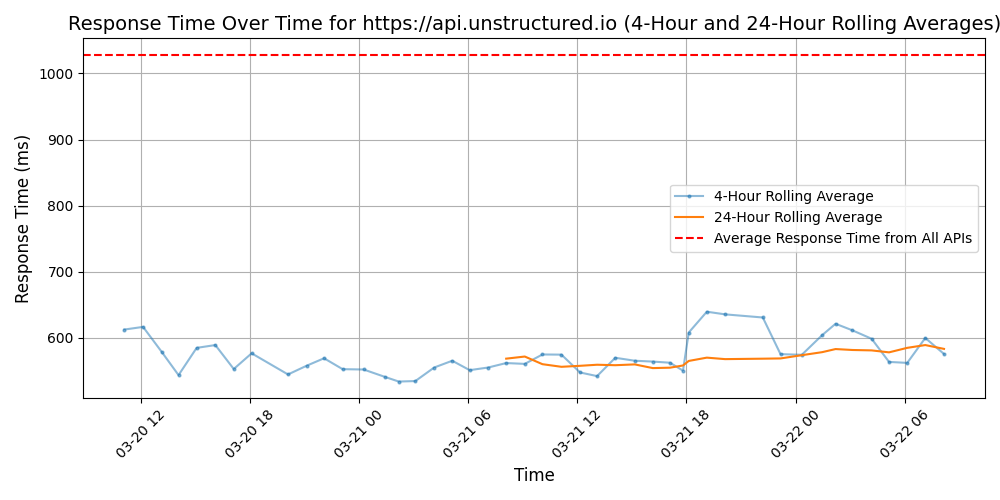 Response Time Over Time for https://api.unstructured.io (4-Hour and 24-Hour Rolling Averages)
Response Time (ms)
1000
900
800
700
600
4-Hour Rolling Average
24-Hour Rolling Average
Average Response Time from All APIs
03-20 12
03-20 18
03-21 00
03-21 06
03-21 12
03-21 18
03-22 00
03-22 06
Time